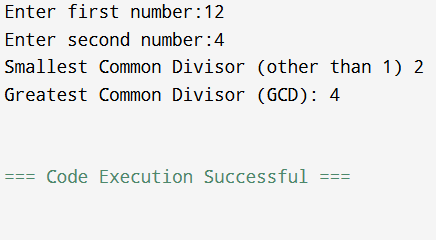 Enter first number:12
Enter second number:4
Smallest Common Divisor (other than 1) 2
Greatest Common Divisor (GCD): 4
=== Code Execution Successful ===